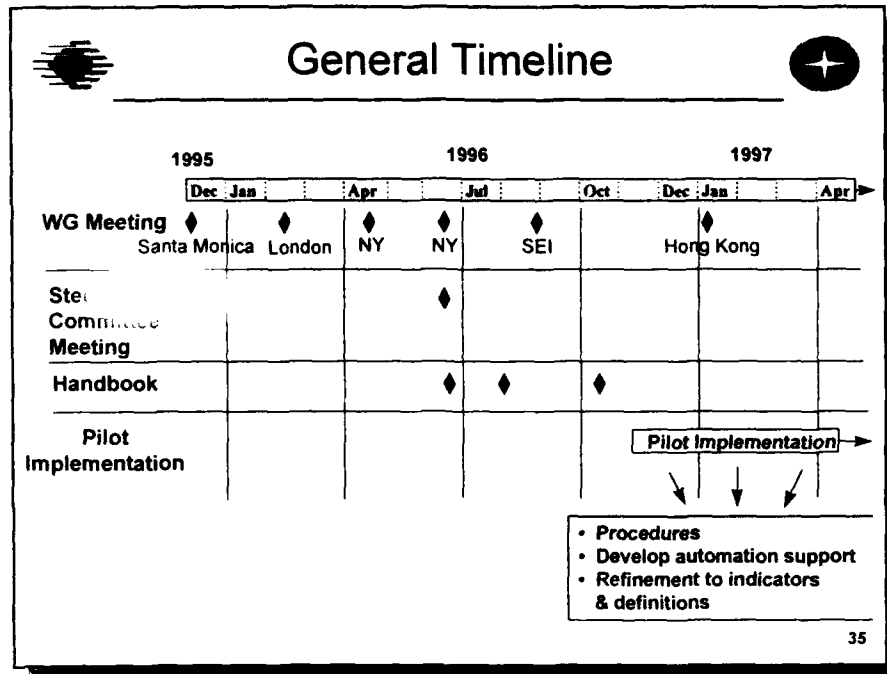 General Timeline
1995 1996 1997
Dec Jan Apr Jul Oct Dec Jan Apr
WG Meeting
Santa Monica London NY NY SEI Hong Kong
Meeting
Handbook
Pilot
Implementation
Pilot Implementation
• Procedures
• Develop automation support
• Refinement to indicators
& definitions
35